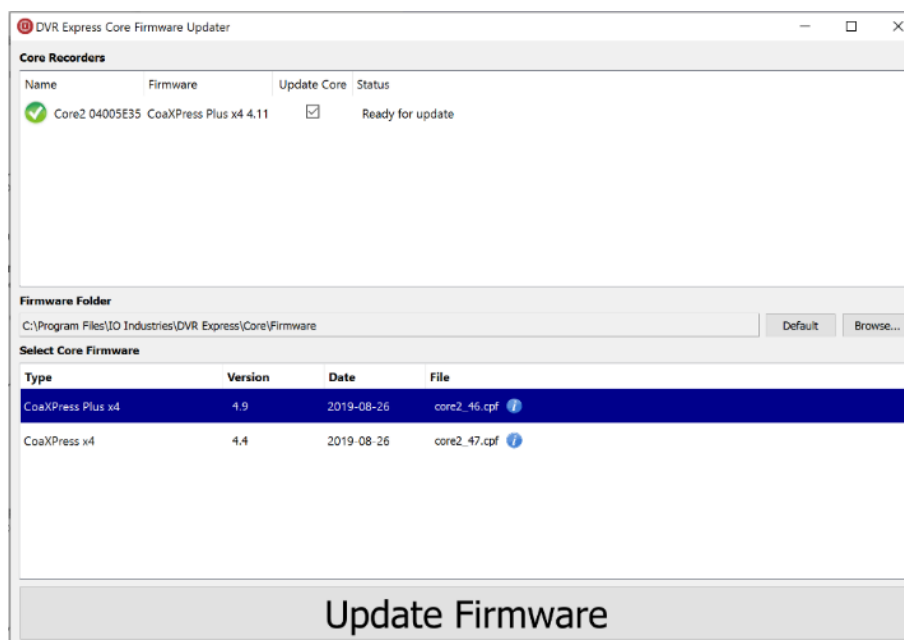 DVR Express Core Firmware Updater
Core Recorders
Name Firmware Update Core Status
Core2 04005E35 CoaXPress Plus x4 4.11 Ready for update
Firmware Folder
C:\Program Files\IO Industries\DVR Express\Core\Firmware Default Browse...
Select Core Firmware
Type Version Date File
CoaXPress Plus x4 4.9 2019-08-26 core2_46.cpf
CoaXPress x4 4.4 2019-08-26 core2_47.cpf
Update Firmware